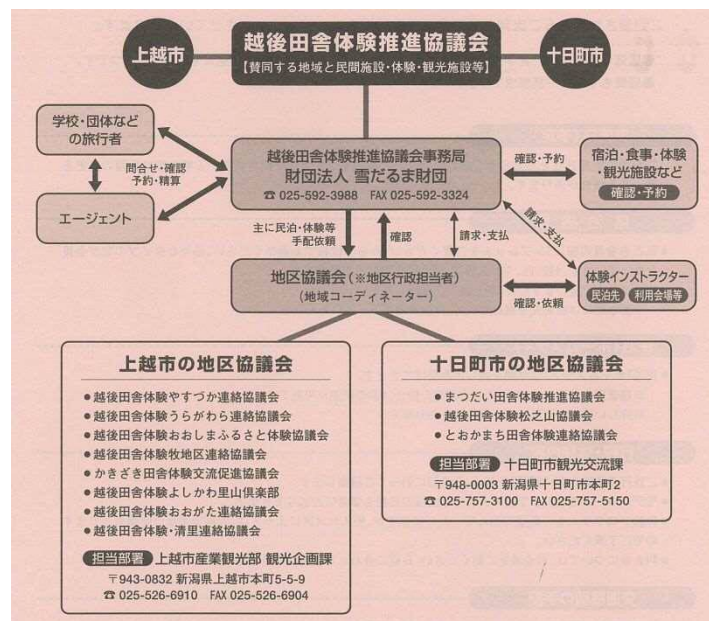 上越市
越後田舎体験推進協議会
【賛同する地域と民間施設・体験・観光施設等】
十日町市
学校・団体など
の旅行者
エージェント
問合せ・確認
予約・精算
越後田舎体験推進協議会事務局
財団法人 雪だるま財団
☎ 025-592-3988 FAX 025-592-3324
確認・予約
宿泊・食事・体験
・観光施設など
確認・予約
主に民泊・体験等
手配依頼
確認
請求・支払
請求・支払
地区協議会(※地区行政担当者)
(地域コーディネーター)
確認・依頼
体験インストラクター
民泊先 利用会場等
上越市の地区協議会
●越後田舎体験やすづか連絡協議会
●越後田舎体験うらがわら連絡協議会
●越後田舎体験おおしまふるさと体験協議会
●越後田舎体験牧地区連絡協議会
●かきざき田舎体験交流促進協議会
●越後田舎体験よしかわ里山倶楽部
●越後田舎体験おおがた連絡協議会
●越後田舎体験・清里連絡協議会
担当部署 上越市産業観光部 観光企画課
〒943-0832 新潟県上越市本町5-5-9
☎ 025-526-6910 FAX 025-526-6904
十日町市の地区協議会
●まつだい田舎体験推進協議会
●越後田舎体験松之山協議会
●とおかまち田舎体験連絡協議会
担当部署 十日町市観光交流課
〒948-0003 新潟県十日町市本町2
☎ 025-757-3100 FAX 025-757-5150